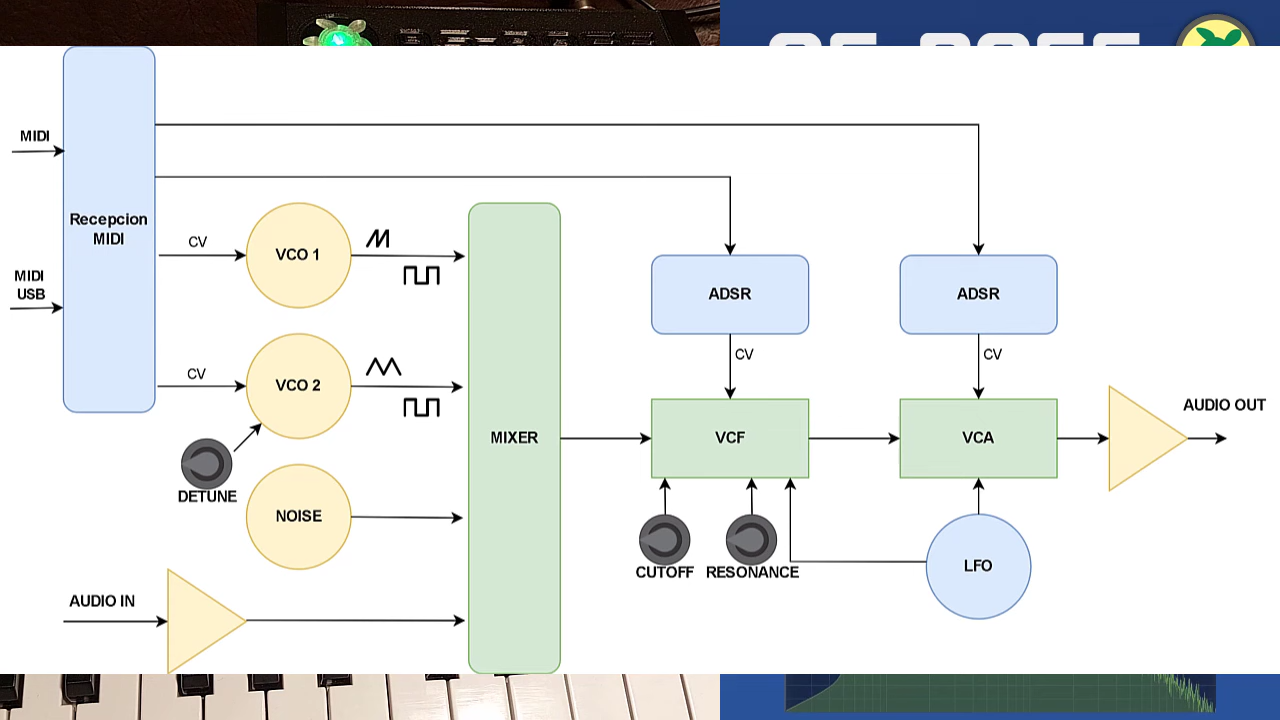 MIDI
Recepcion
MIDI
MIDI
USB
CV
VCO 1
CV
VCO 2
DETUNE
NOISE
AUDIO IN
MIXER
ADSR
ADSR
CV
CV
VCF
VCA
AUDIO OUT
CUTOFF
RESONANCE
LFO